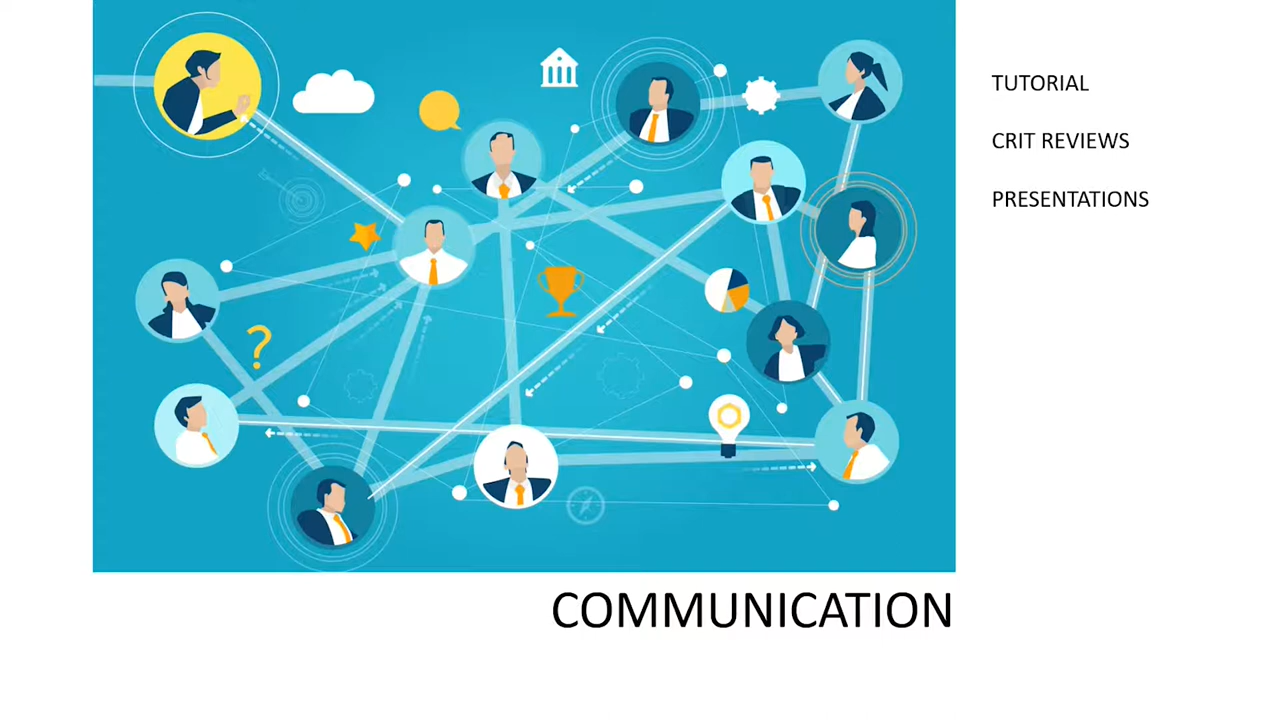 TUTORIAL
CRIT REVIEWS
PRESENTATIONS
?
COMMUNICATION